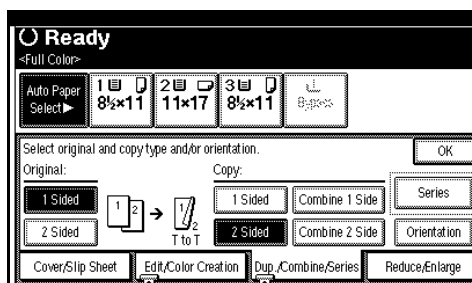 Ready
<Full Color>
Auto Paper Select▶
1 8½×11
2 11×17
3 8½×11
Bypass
Select original and copy type and/or orientation.
OK
Original:
Copy:
1 Sided
1 2 → 1/2
1 Sided
Combine 1 Side
Series
2 Sided
T to T
2 Sided
Combine 2 Side
Orientation
Cover/Slip Sheet
Edit/Color Creation
Dup./Combine/Series
Reduce/Enlarge